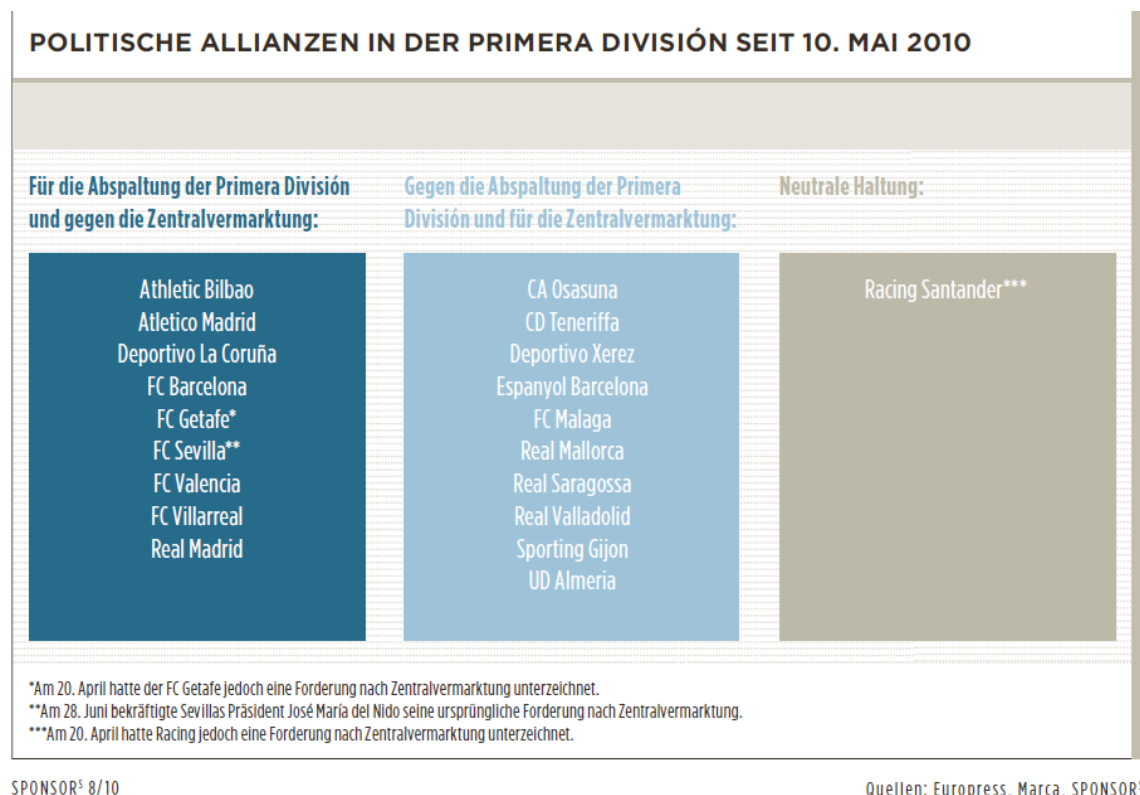 POLITISCHE ALLIANZEN IN DER PRIMERA DIVISIÓN SEIT 10. MAI 2010
Für die Abspaltung der Primera División
und gegen die Zentralvermarktung:
Athletic Bilbao
Atletico Madrid
Deportivo La Coruña
FC Barcelona
FC Getafe*
FC Sevilla**
FC Valencia
FC Villarreal
Real Madrid
Gegen die Abspaltung der Primera
División und für die Zentralvermarktung:
CA Osasuna
CD Teneriffa
Deportivo Xerez
Espanyol Barcelona
FC Malaga
Real Mallorca
Real Saragossa
Real Valladolid
Sporting Gijon
UD Almeria
Neutrale Haltung:
Racing Santander***
*Am 20. April hatte der FC Getafe jedoch eine Forderung nach Zentralvermarktung unterzeichnet.
**Am 28. Juni bekräftigte Sevillas Präsident José María del Nido seine ursprüngliche Forderung nach Zentralvermarktung.
***Am 20. April hatte Racing jedoch eine Forderung nach Zentralvermarktung unterzeichnet.
SPONSORˢ 8/10
Quellen: Europress, Marca, SPONSORˢ